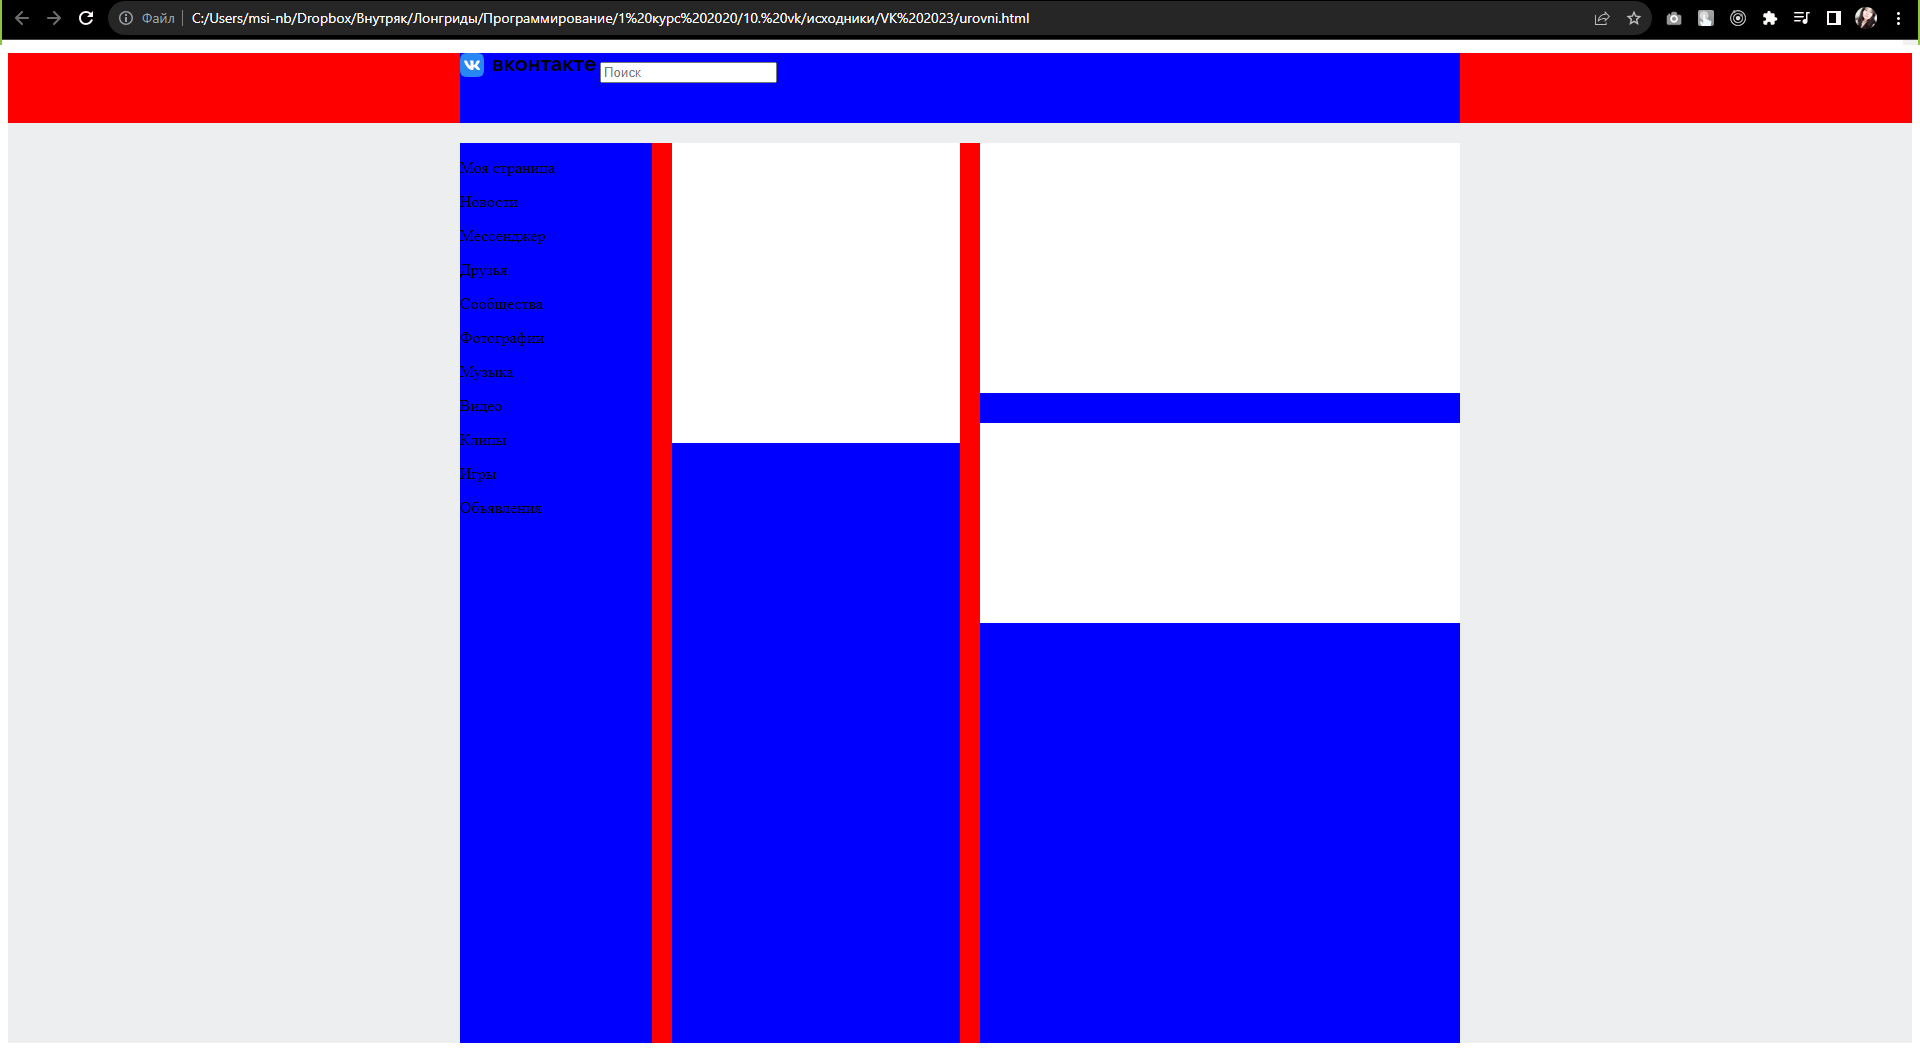 Файл | C:/Users/msi-nb/Dropbox/Внутряк/Лонгриды/Программирование/1%20курс%202020/10.%20vk/исходники/VK%202023/urovni.html
вконтакте Поиск
Моя страница
Новости
Мессенджер
Друзья
Сообщества
Фотографии
Музыка
Видео
Клипы
Игры
Объявления